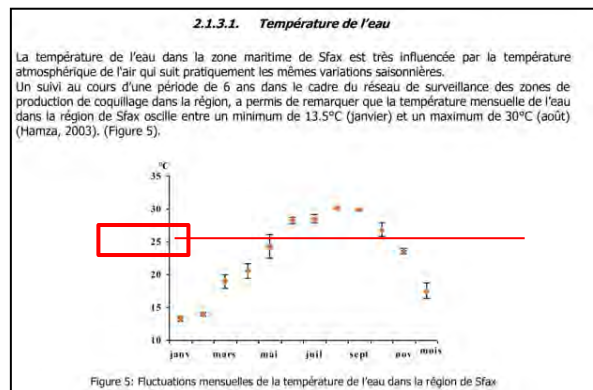 2.1.3.1. Température de l'eau
La température de l'eau dans la zone maritime de Sfax est très influencée par la température
atmosphérique de l'air qui suit pratiquement les mêmes variations saisonnières.
Un suivi au cours d'une période de 6 ans dans le cadre du réseau de surveillance des zones de
production de coquillage dans la région, a permis de remarquer que la température mensuelle de l'eau
dans la région de Sfax oscille entre un minimum de 13.5°C (janvier) et un maximum de 30°C (août)
(Hamza, 2003). (Figure 5).
°C
35
30
25
20
15
10
janv mars mai juil sept nov mois
Figure 5: Fluctuations mensuelles de la température de l'eau dans la région de Sfax